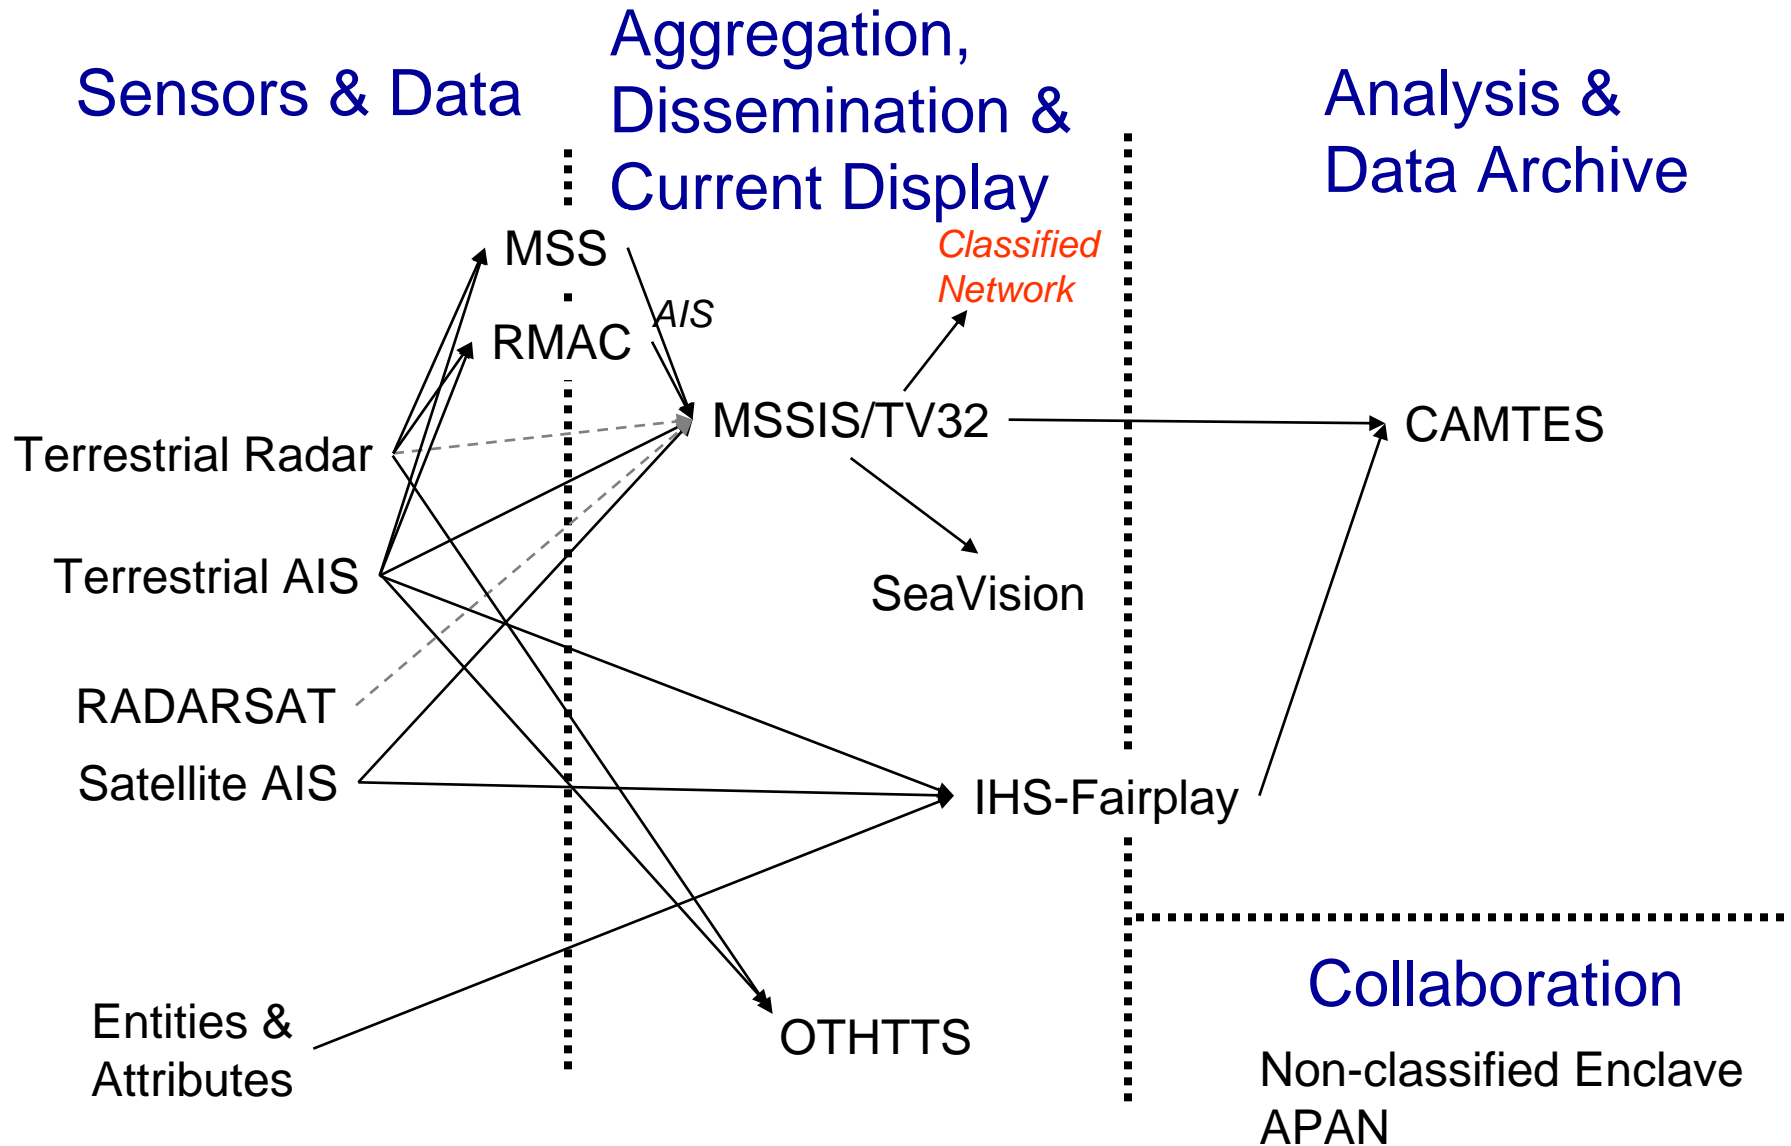 Sensors & Data
Aggregation,
Dissemination &
Current Display
Analysis &
Data Archive
MSS
Classified
Network
AIS
RMAC
MSSIS/TV32
CAMTES
Terrestrial Radar
Terrestrial AIS
SeaVision
RADARSAT
Satellite AIS
IHS-Fairplay
Entities &
Attributes
OTHTTS
Collaboration
Non-classified Enclave
APAN